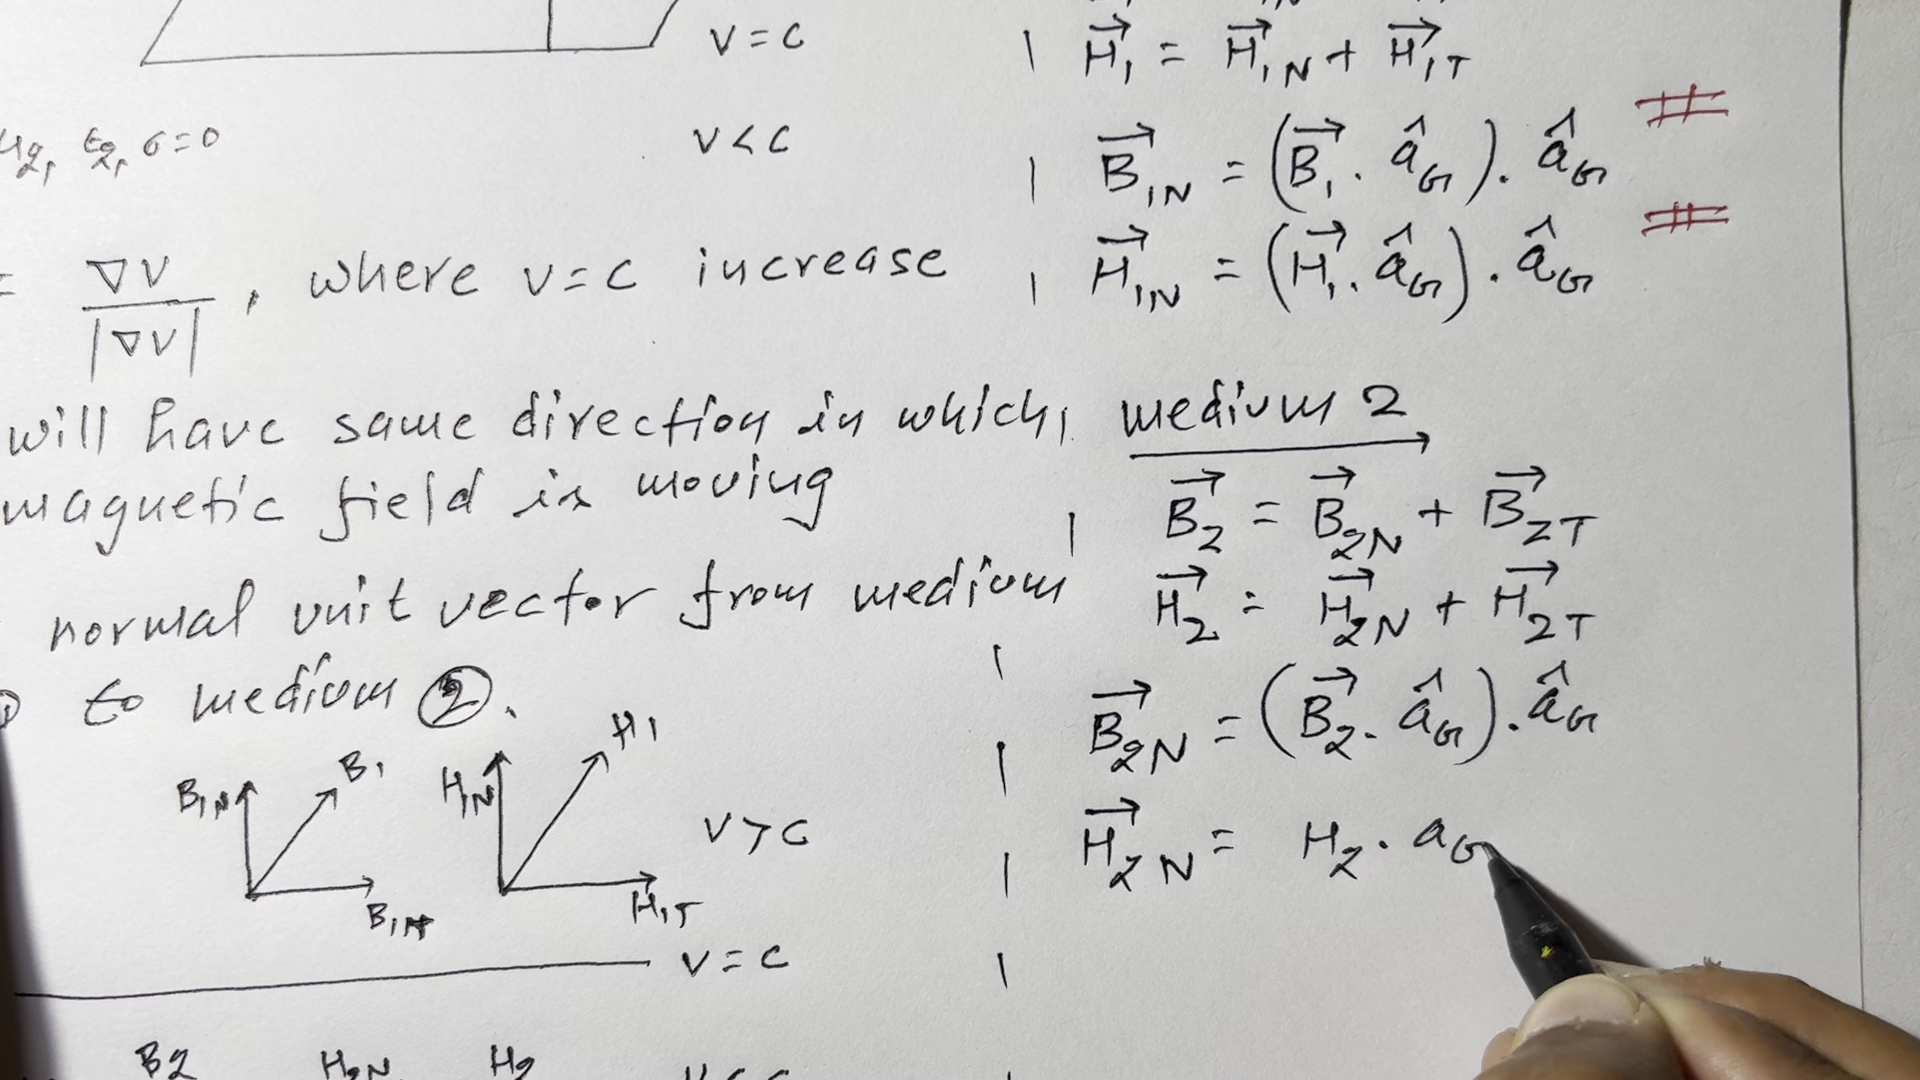 V = C
μ2, ε2, σ = 0
V < C
= ∇V / |∇V| , where V = C increase
will have same direction in which
magnetic field is moving
normal unit vector from medium
① to medium ②.
B1N B1 H1N H1
V > C
B1T H1T
V = C
B2 H2N H2
H⃗1 = H⃗1N + H⃗1T
B⃗1N = (B⃗1 . âG) . âG
H⃗1N = (H⃗1 . âG) . âG
medium 2
B⃗2 = B⃗2N + B⃗2T
H⃗2 = H⃗2N + H⃗2T
B⃗2N = (B⃗2 . âG) . âG
H⃗2N = H2 . aG